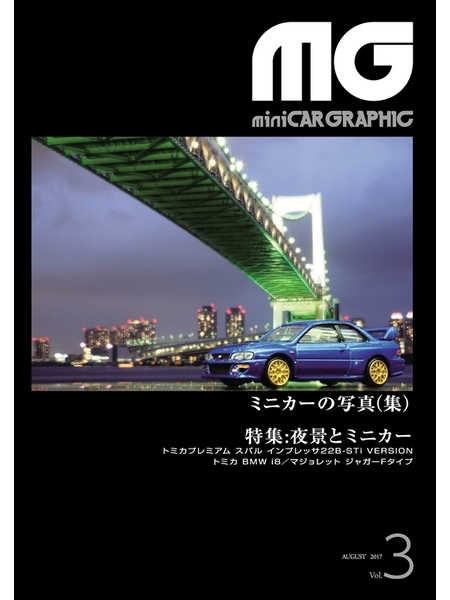 MG
miniCARGRAPHIC
ミニカーの写真(集)
特集:夜景とミニカー
トミカプレミアム スバル インプレッサ22B-STi VERSION
トミカ BMW i8／マジョレット ジャガーFタイプ
AUGUST 2017
Vol.3